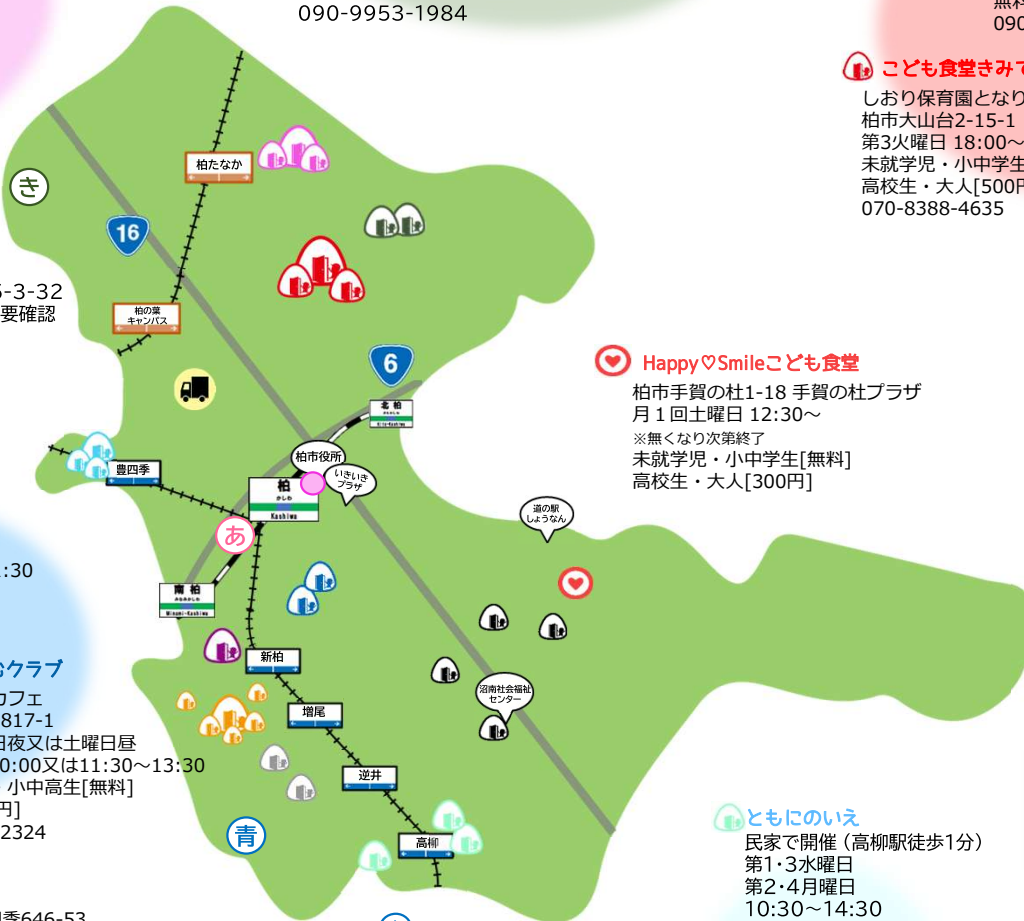 090-9953-1984
無料
090
こども食堂きみて
しおり保育園となり
柏市大山台2-15-1
第3火曜日 18:00～
未就学児・小中学生
高校生・大人[500円
070-8388-4635
柏たなか
き
16
5-3-32
要確認
柏の葉
キャンパス
6
北柏
Happy♡Smileこども食堂
柏市手賀の杜1-18 手賀の杜プラザ
月１回土曜日 12:30～
※無くなり次第終了
未就学児・小中学生[無料]
高校生・大人[300円]
柏市役所
いきいき
プラザ
豊四季
柏
かしわ
Kashiwa
あ
道の駅
しょうなん
:30
南柏
Minami-Kashiwa
新柏
むクラブ
カフェ
817-1
日夜又は土曜日昼
0:00又は11:30～13:30
・小中高生[無料]
円]
2324
沼南社会福祉
センター
増尾
逆井
青
高柳
ともにのいえ
民家で開催（高柳駅徒歩1分）
第1・3水曜日
第2・4月曜日
10:30～14:30
季646-53